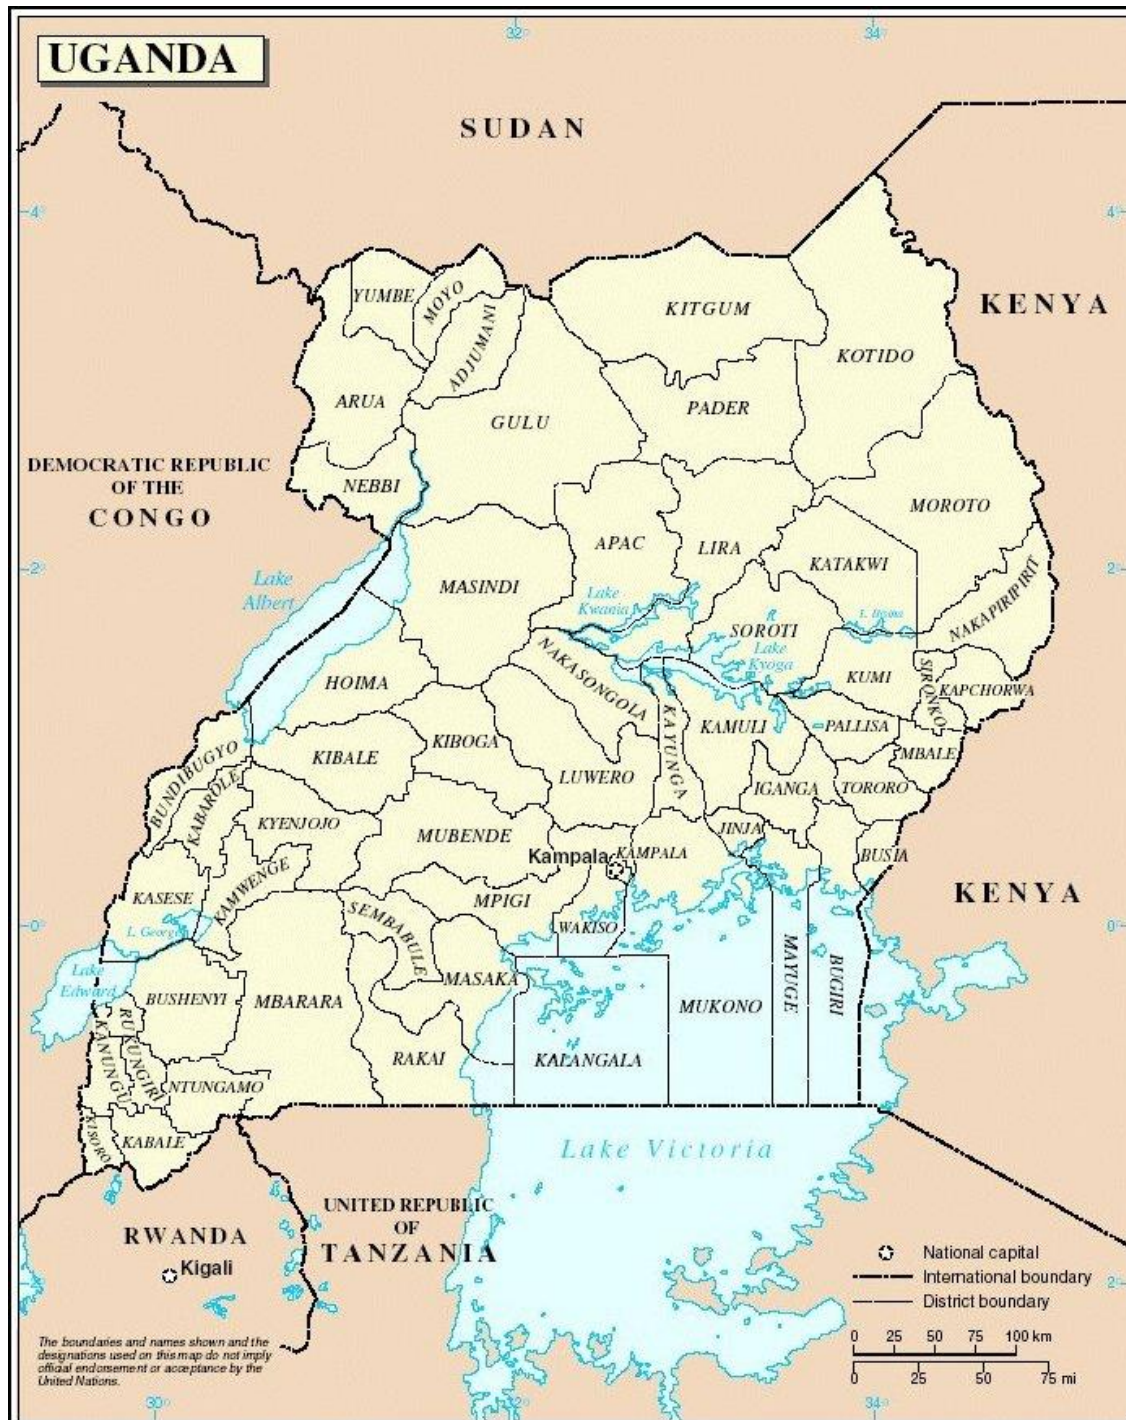 UGANDA
32°
34°
SUDAN
4°
4°
KENYA
YUMBE
MOYO
ADJUMANI
KITGUM
KOTIDO
ARUA
GULU
PADER
DEMOCRATIC REPUBLIC
OF THE
CONGO
NEBBI
MOROTO
APAC
LIRA
KATAKWI
2°
2°
Lake
Albert
MASINDI
Lake
Kwania
NAKAPIRIPIRIT
SOROTI
Lake
Kyoga
HOIMA
NAKASONGOLA
KUMI
SIRONKO
KAPCHORWA
KAYUNGA
KAMULI
PALLISA
BUNDIBUGYO
KIBALE
KIBOGA
MBALE
LUWERO
KABAROLE
IGANGA
TORORO
KYENJOJO
MUBENDE
JINJA
Kampala
KAMPALA
BUSIA
KASESE
KAMWENGE
MPIGI
KENYA
SEMBABULE
WAKISO
0°
0°
L. George
Lake
Edward
MASAKA
MAYUGE
BUGIRI
BUSHENYI
MBARARA
MUKONO
KANUNGU
RUKUNGIRI
RAKAI
KALANGALA
NTUNGAMO
KISORO
KABALE
Lake Victoria
UNITED REPUBLIC
OF
TANZANIA
RWANDA
Kigali
National capital
International boundary
District boundary
2°
0 25 50 75 100 km
0 25 50 75 mi
The boundaries and names shown and the
designations used on this map do not imply
official endorsement or acceptance by the
United Nations.
30°
32°
34°